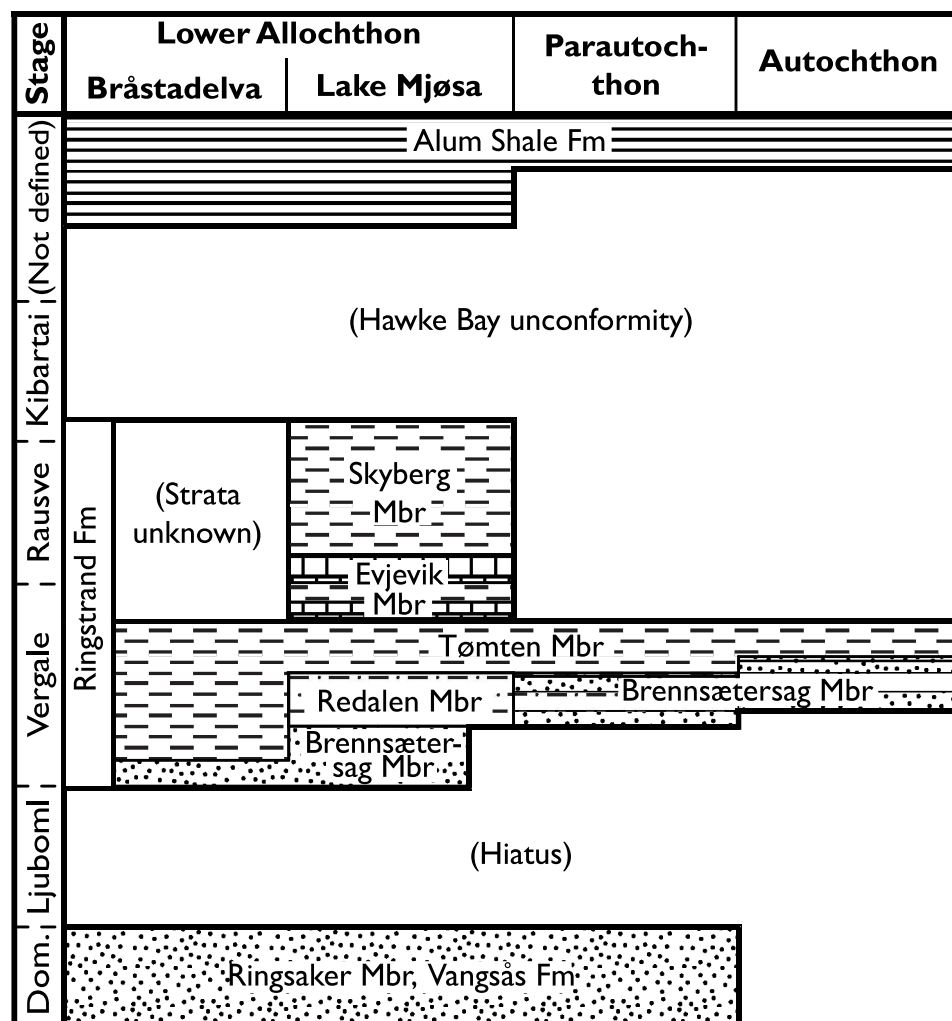 Stage
Lower Allochthon
Bråstadelva
Lake Mjøsa
Parautoch-
thon
Autochthon
(Not defined)
Kibartai
Rausve
Vergale
Ljuboml
Dom.
Alum Shale Fm
(Hawke Bay unconformity)
Ringstrand Fm
(Strata
unknown)
Skyberg
Mbr
Evjevik
Mbr
Tømten Mbr
Redalen Mbr
Brennsætersag Mbr
Brennsæter-
sag Mbr
(Hiatus)
Ringsaker Mbr, Vangsås Fm